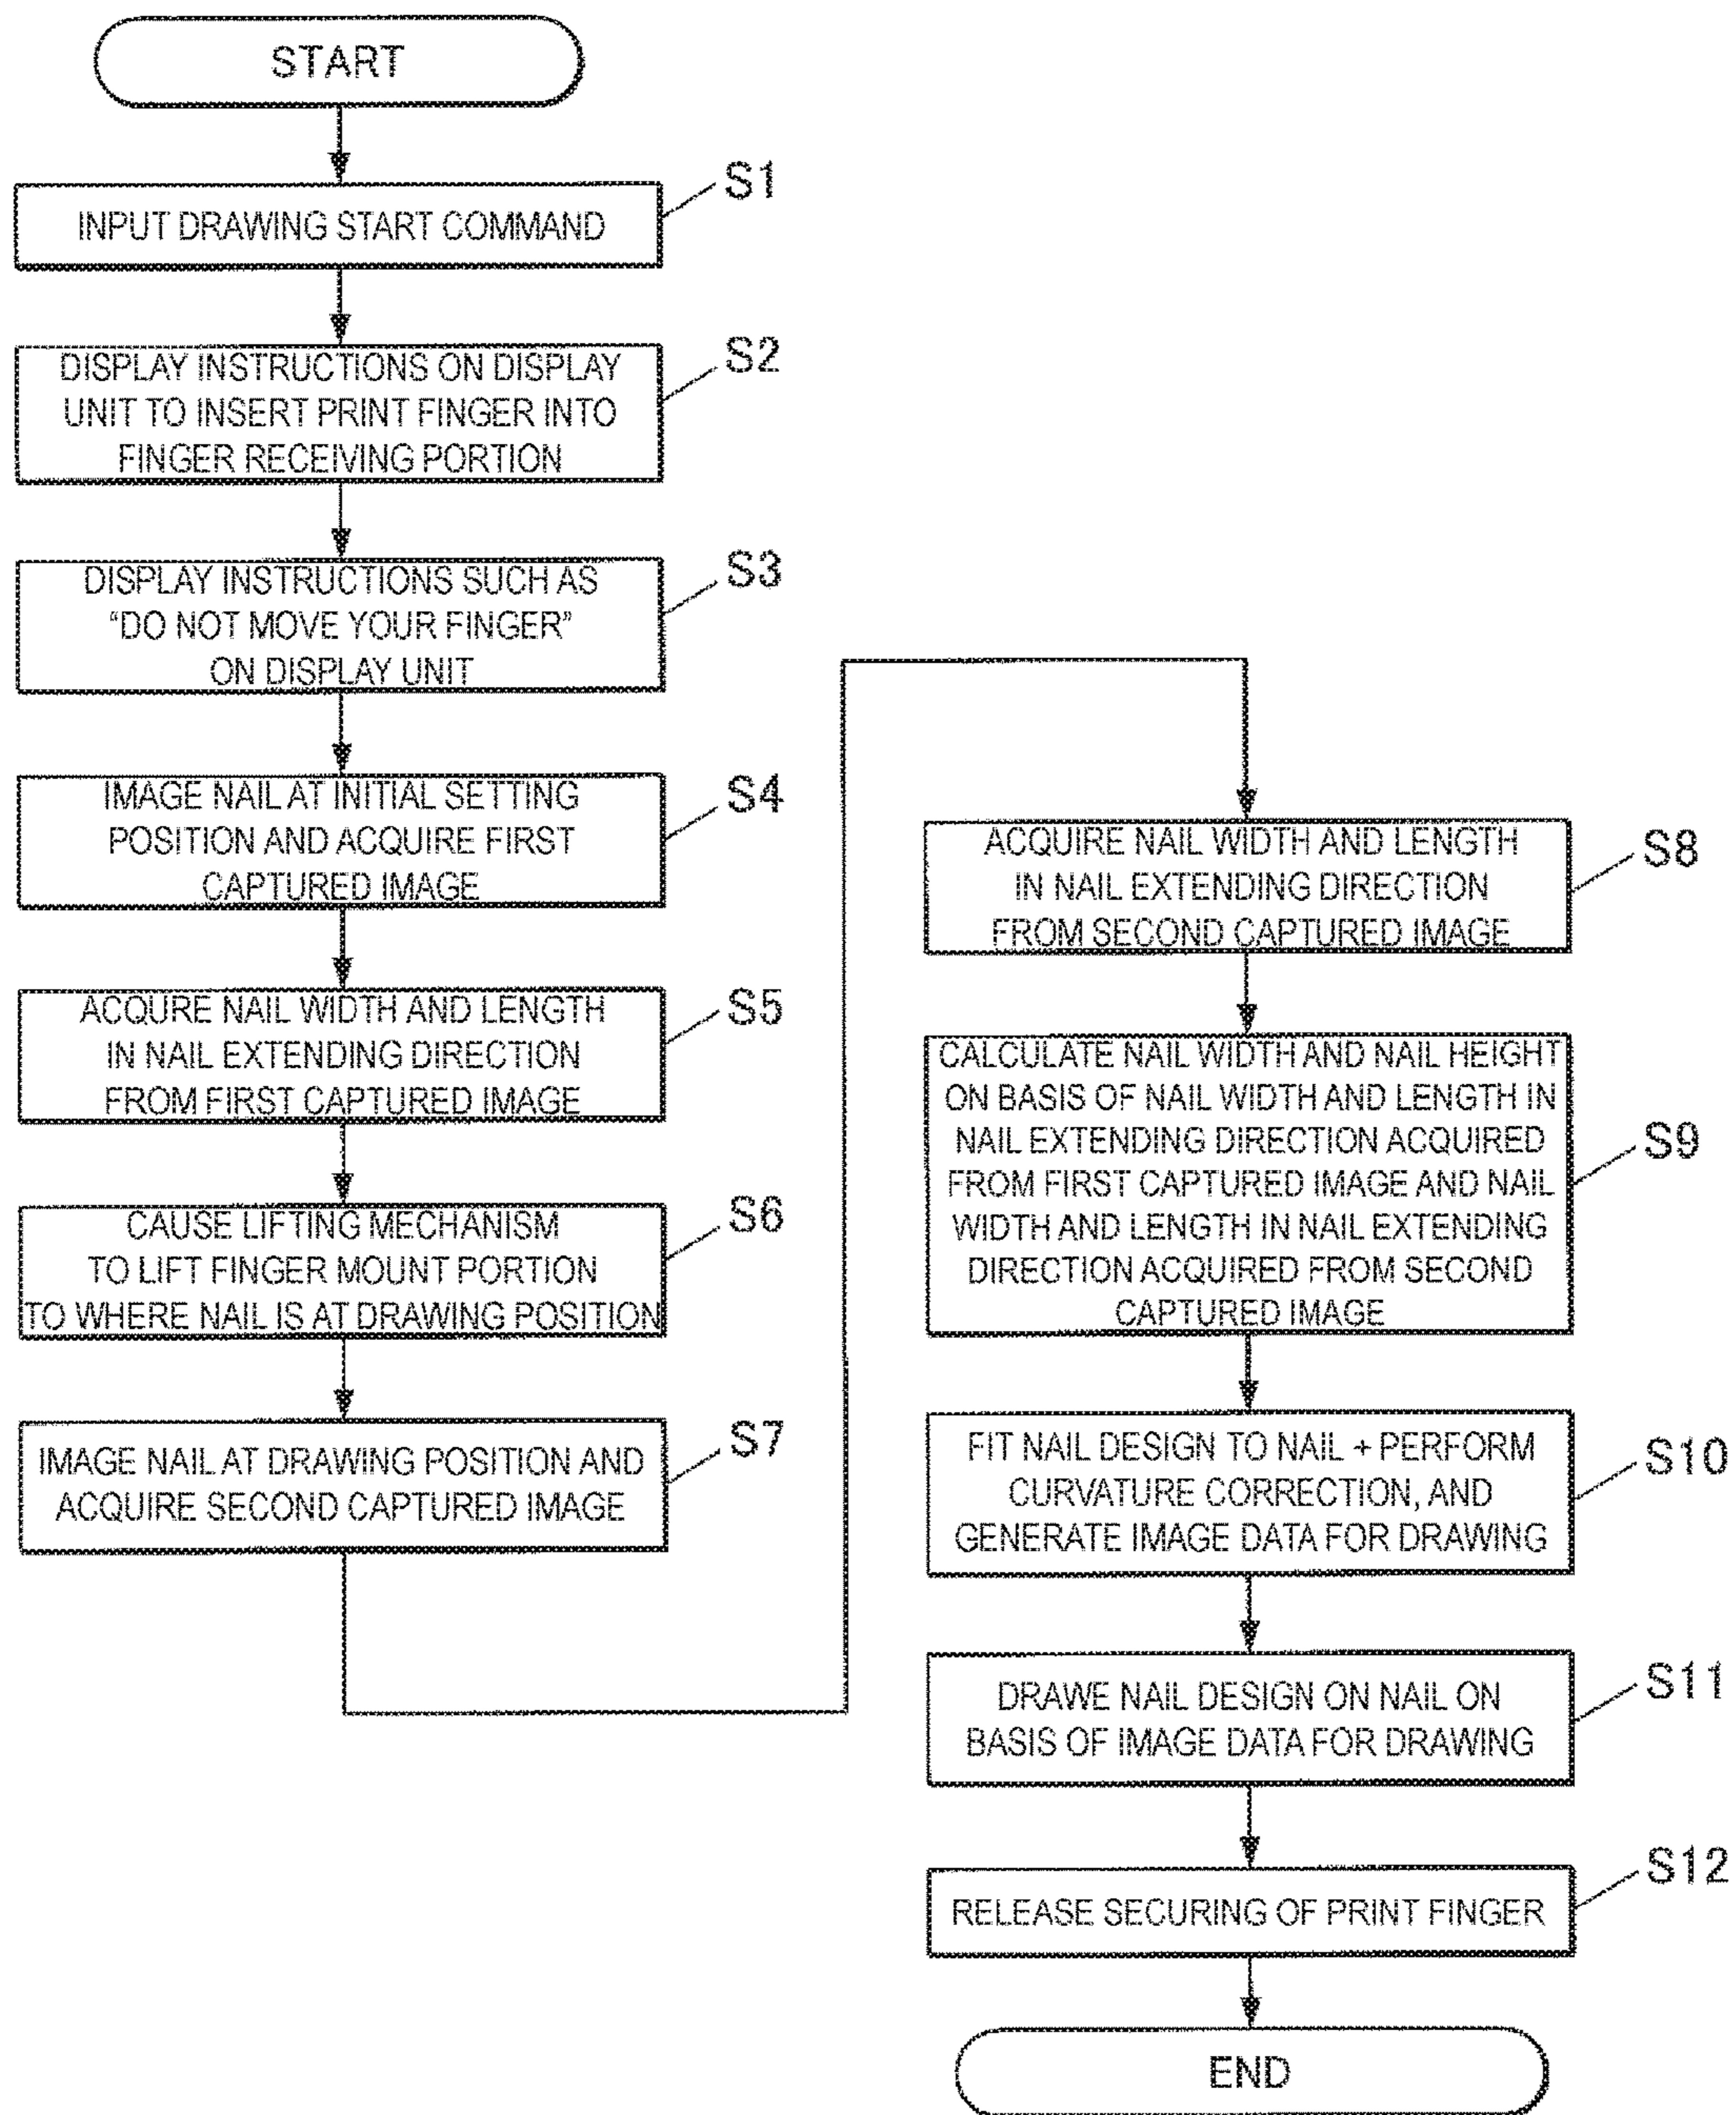 START
S1
INPUT DRAWING START COMMAND
S2
DISPLAY INSTRUCTIONS ON DISPLAY
UNIT TO INSERT PRINT FINGER INTO
FINGER RECEIVING PORTION
S3
DISPLAY INSTRUCTIONS SUCH AS
“DO NOT MOVE YOUR FINGER”
ON DISPLAY UNIT
S4
IMAGE NAIL AT INITIAL SETTING
POSITION AND ACQUIRE FIRST
CAPTURED IMAGE
S5
ACQURE NAIL WIDTH AND LENGTH
IN NAIL EXTENDING DIRECTION
FROM FIRST CAPTURED IMAGE
S6
CAUSE LIFTING MECHANISM
TO LIFT FINGER MOUNT PORTION
TO WHERE NAIL IS AT DRAWING POSITION
S7
IMAGE NAIL AT DRAWING POSITION AND
ACQUIRE SECOND CAPTURED IMAGE
S8
ACQUIRE NAIL WIDTH AND LENGTH
IN NAIL EXTENDING DIRECTION
FROM SECOND CAPTURED IMAGE
S9
CALCULATE NAIL WIDTH AND NAIL HEIGHT
ON BASIS OF NAIL WIDTH AND LENGTH IN
NAIL EXTENDING DIRECTION ACQUIRED
FROM FIRST CAPTURED IMAGE AND NAIL
WIDTH AND LENGTH IN NAIL EXTENDING
DIRECTION ACQUIRED FROM SECOND
CAPTURED IMAGE
S10
FIT NAIL DESIGN TO NAIL + PERFORM
CURVATURE CORRECTION, AND
GENERATE IMAGE DATA FOR DRAWING
S11
DRAWE NAIL DESIGN ON NAIL ON
BASIS OF IMAGE DATA FOR DRAWING
S12
RELEASE SECURING OF PRINT FINGER
END